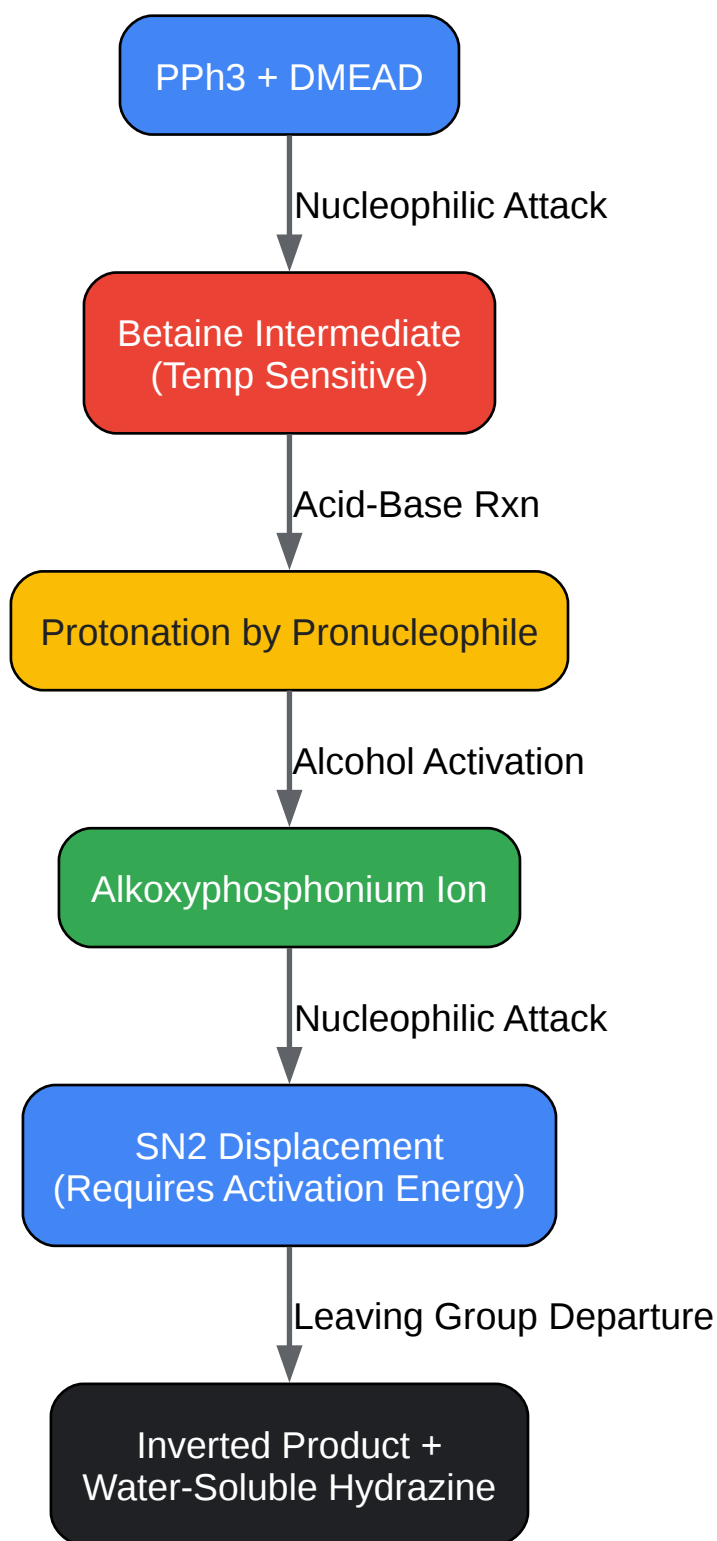 PPh3 + DMEAD
Nucleophilic Attack
Betaine Intermediate
(Temp Sensitive)
Acid-Base Rxn
Protonation by Pronucleophile
Alcohol Activation
Alkoxyphosphonium Ion
Nucleophilic Attack
SN2 Displacement
(Requires Activation Energy)
Leaving Group Departure
Inverted Product +
Water-Soluble Hydrazine